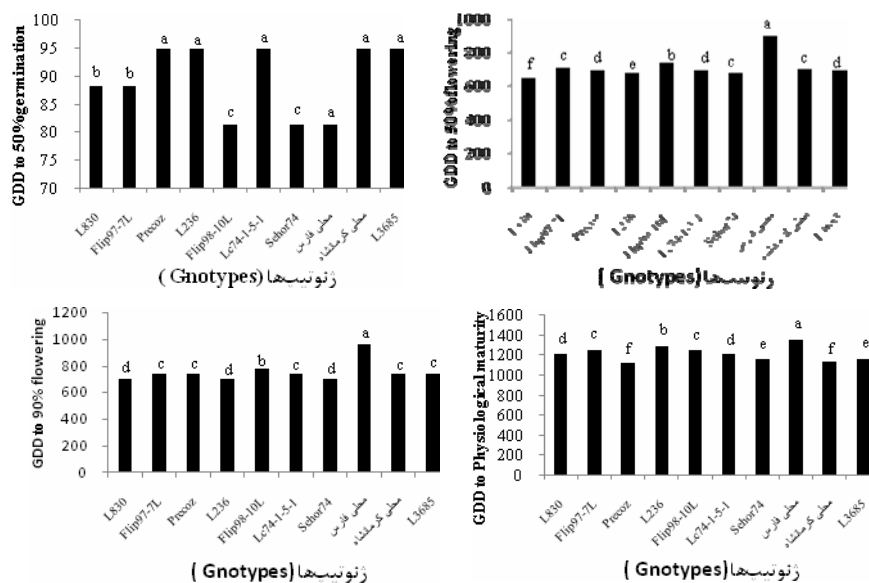 GDD to 50%germination
95
90
85
80
75
70
b b a a c a c a a a
L830 Flip97-7L Precoz L236 Flip98-10L Lc74-1-5-1 Sehor74 محلی فارس محلی کرمانشاه L3685
( Gnotypes)ژنوتیپ‌ها
GDD to 50%flowering
1000
800
600
400
200
0
f c d e b d e a c d
( Gnotypes)ژنوتیپ‌ها
GDD to 90% flowering
1200
1000
800
600
400
200
0
d c c d b c d a c c
L830 Flip97-7L Precoz L236 Flip98-10L Lc74-1-5-1 Sehor74 محلی فارس محلی کرمانشاه L3685
( Gnotypes)ژنوتیپ‌ها
GDD to Physiological maturity
1600
1400
1200
1000
800
600
400
200
0
d c f b c d e a f e
L830 Flip97-7L Precoz L236 Flip98-10L Lc74-1-5-1 Sehor74 محلی فارس محلی کرمانشاه L3685
( Gnotypes)ژنوتیپ‌ها